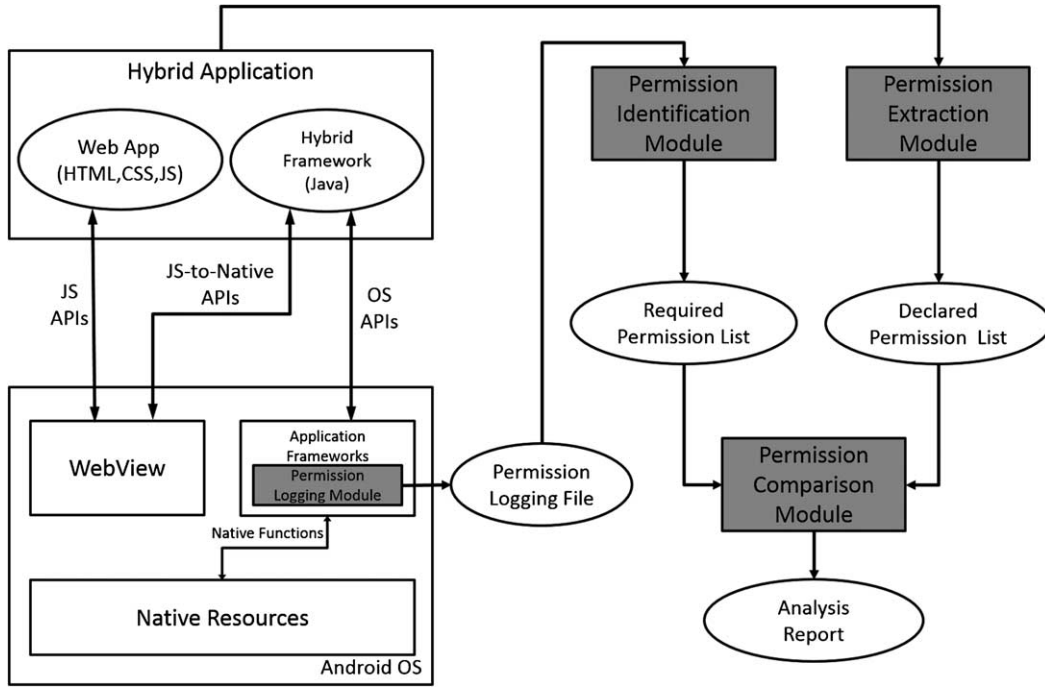 Hybrid Application
Web App
(HTML,CSS,JS)
Hybrid
Framework
(Java)
Permission
Identification
Module
Permission
Extraction
Module
JS
APIs
JS-to-Native
APIs
OS
APIs
Required
Permission List
Declared
Permission List
WebView
Application
Frameworks
Permission
Logging Module
Permission
Logging File
Permission
Comparison
Module
Native Functions
Native Resources
Android OS
Analysis
Report